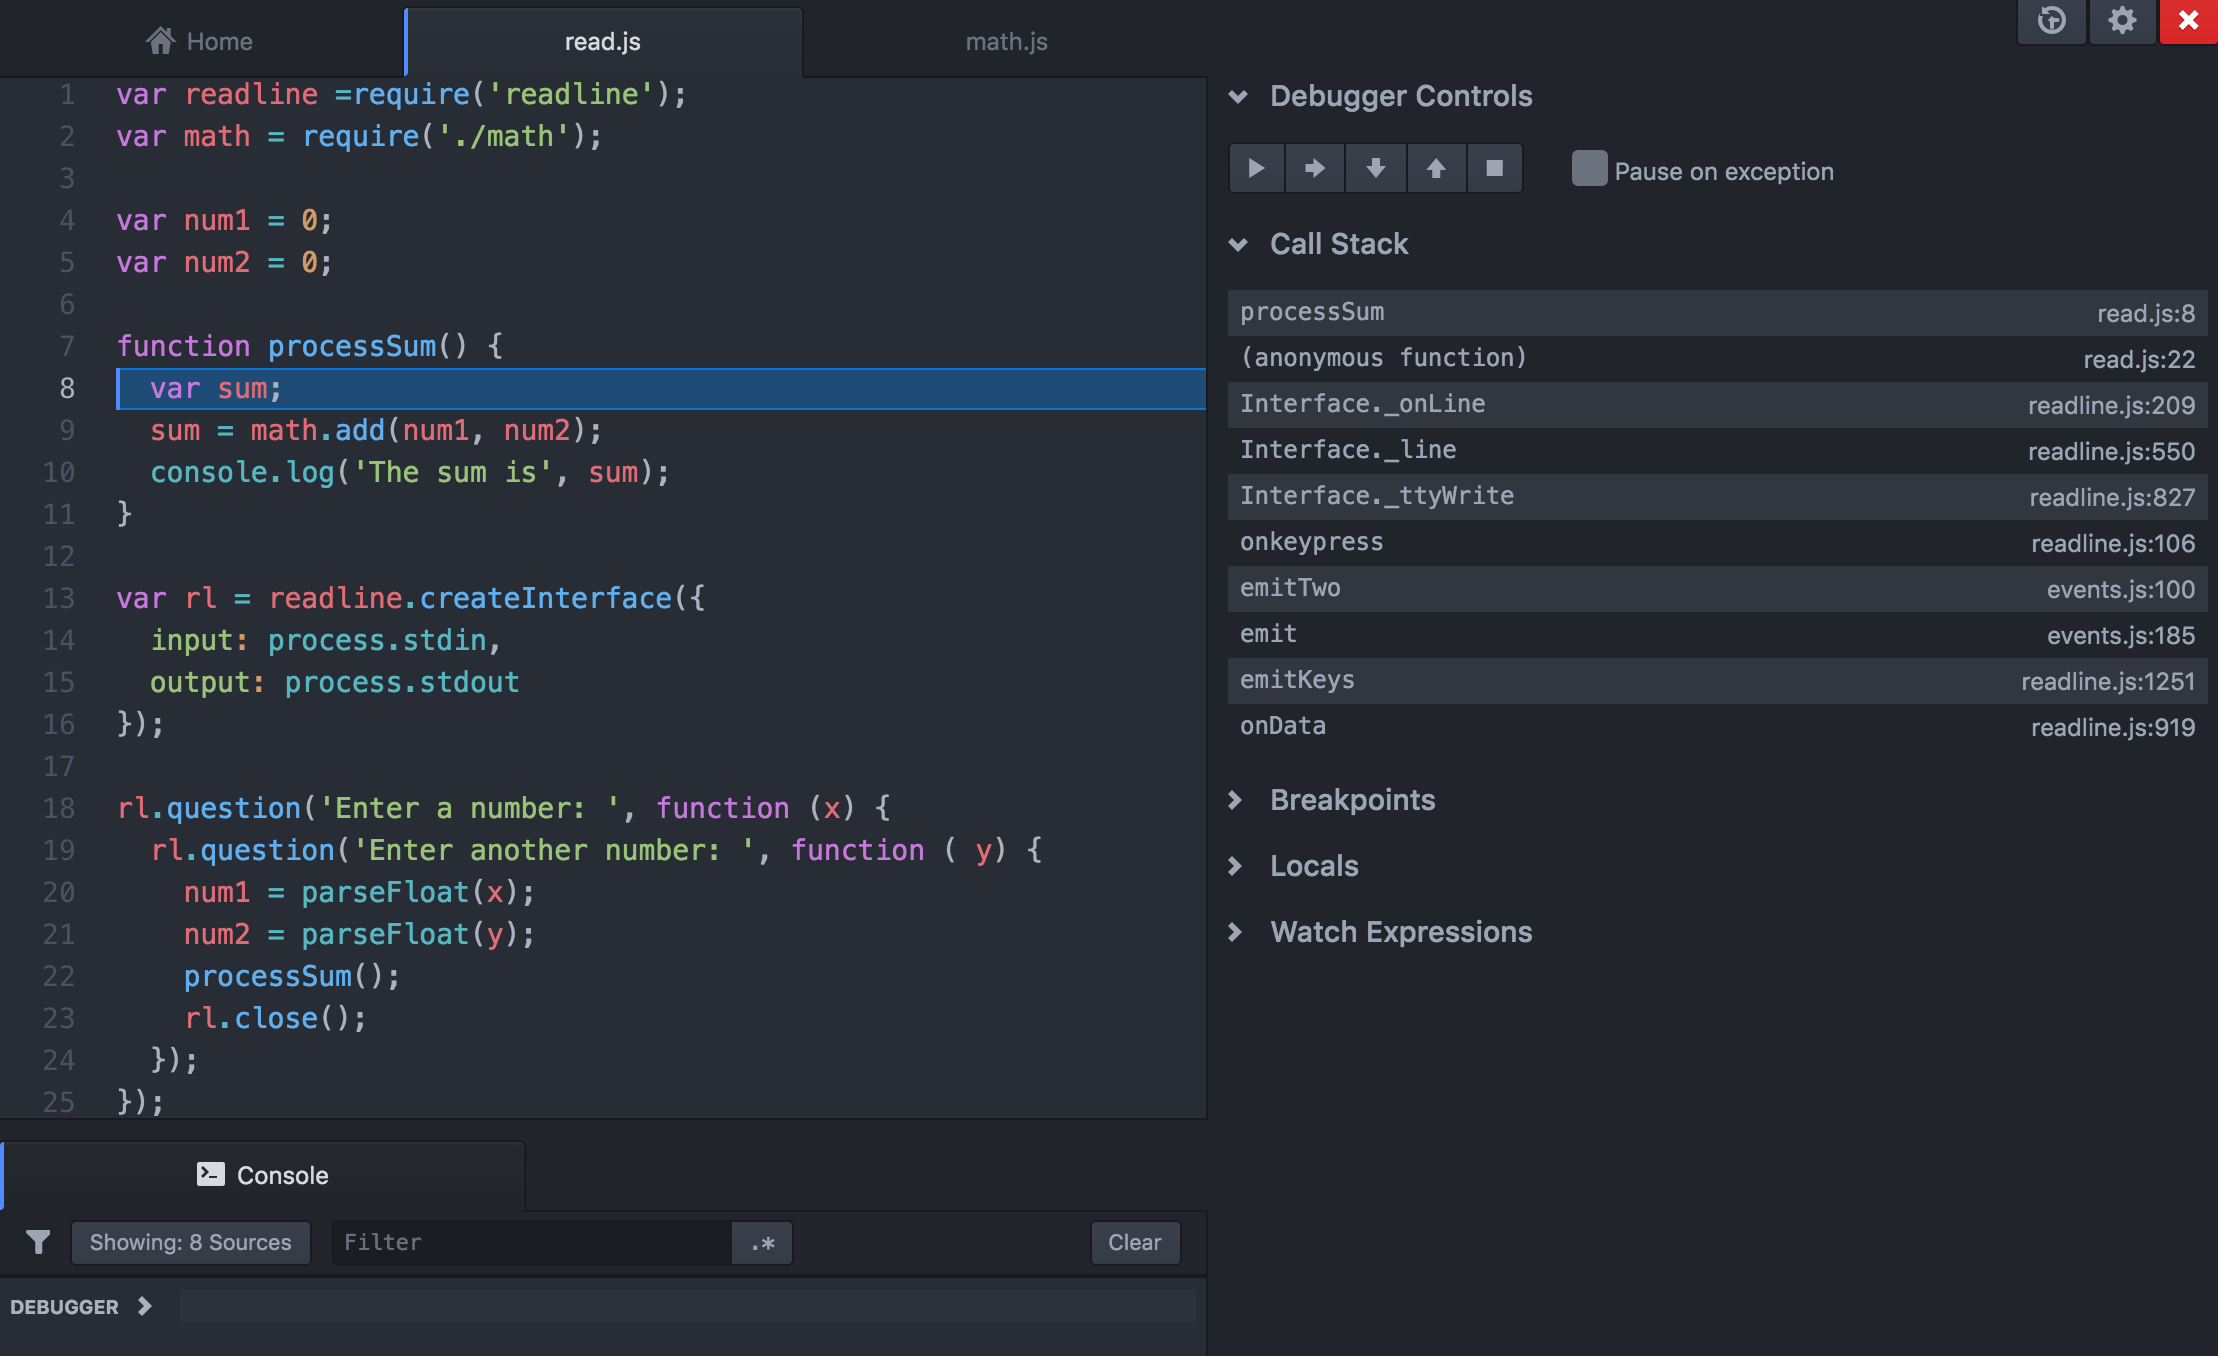 Home
read.js
math.js
1 var readline =require('readline');
2 var math = require('./math');
3
4 var num1 = 0;
5 var num2 = 0;
6
7 function processSum() {
8   var sum;
9   sum = math.add(num1, num2);
10   console.log('The sum is', sum);
11 }
12
13 var rl = readline.createInterface({
14   input: process.stdin,
15   output: process.stdout
16 });
17
18 rl.question('Enter a number: ', function (x) {
19   rl.question('Enter another number: ', function ( y) {
20     num1 = parseFloat(x);
21     num2 = parseFloat(y);
22     processSum();
23     rl.close();
24   });
25 });
Console
Showing: 8 Sources
Filter
.*
Clear
DEBUGGER
Debugger Controls
Pause on exception
Call Stack
processSum read.js:8
(anonymous function) read.js:22
Interface._onLine readline.js:209
Interface._line readline.js:550
Interface._ttyWrite readline.js:827
onkeypress readline.js:106
emitTwo events.js:100
emit events.js:185
emitKeys readline.js:1251
onData readline.js:919
Breakpoints
Locals
Watch Expressions